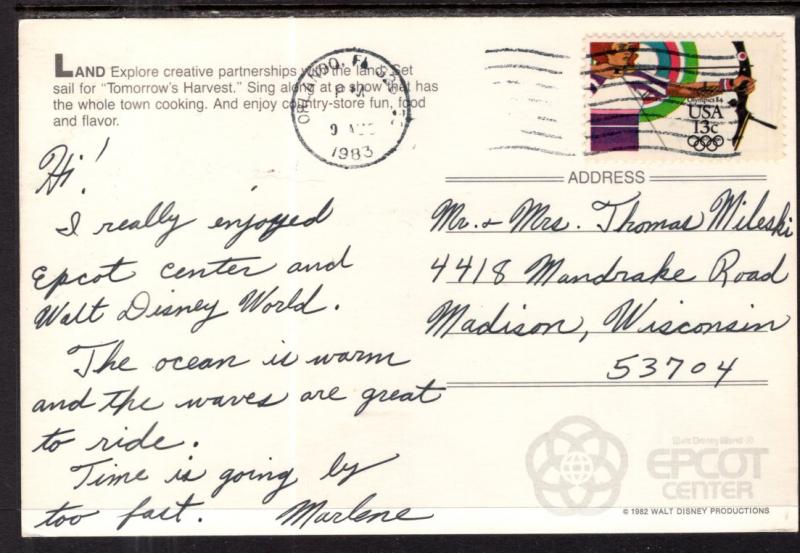 LAND Explore creative partnerships with the land. Set
sail for "Tomorrow's Harvest." Sing along at a show that has
the whole town cooking. And enjoy country-store fun, food
and flavor.
ORLANDO, FL
PM
9
1983
Olympics 84
USA
13c
Hi!
I really enjoyed
Epcot center and
Walt Disney World.
The ocean is warm
and the waves are great
to ride.
Time is going by
too fast. Marlene
ADDRESS
Mr. & Mrs. Thomas Mileski
4418 Mandrake Road
Madison, Wisconsin
53704
Walt Disney World ®
EPCOT
CENTER
© 1982 WALT DISNEY PRODUCTIONS